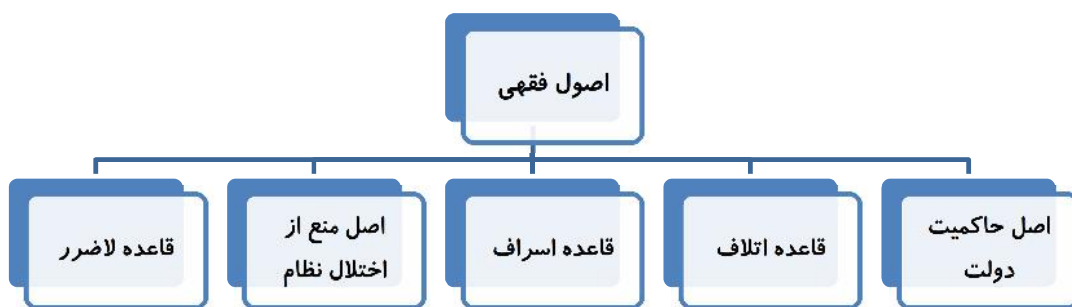 اصول فقهی
اصل حاکمیت
دولت
قاعده اتلاف
قاعده اسراف
اصل منع از
اختلال نظام
قاعده لاضرر